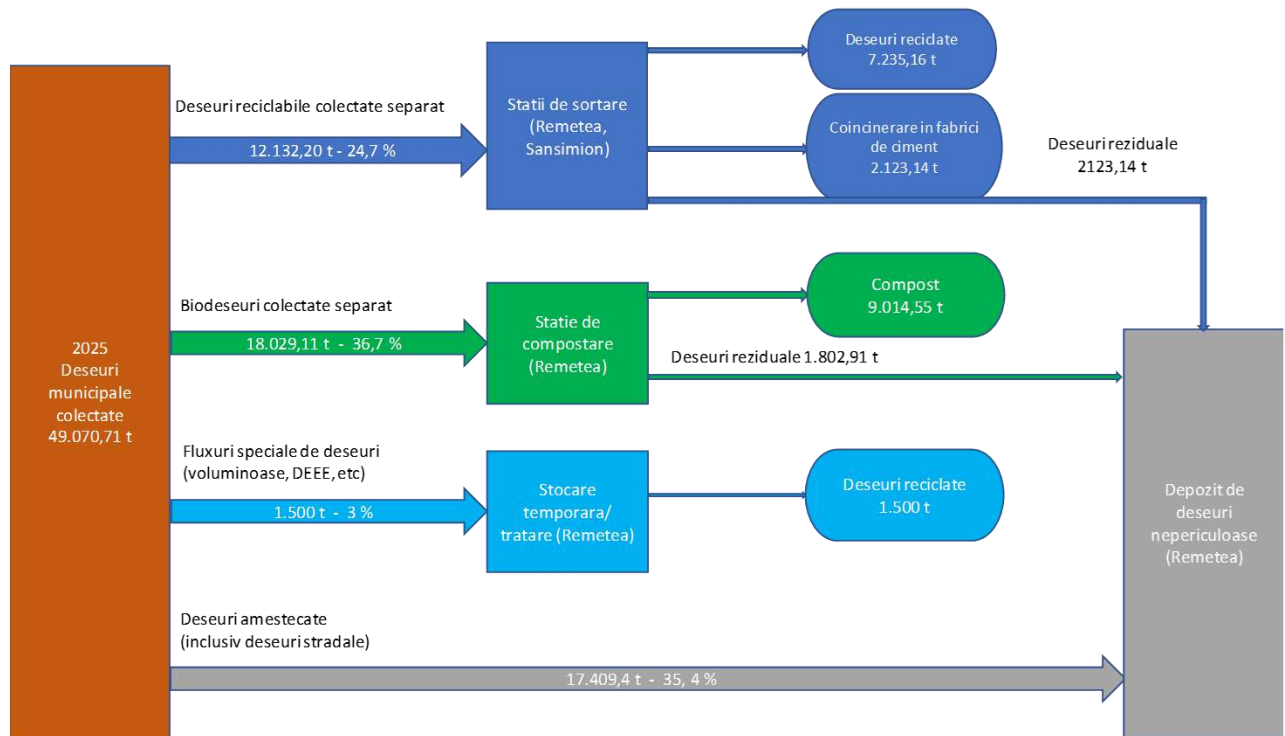 2025
Deseuri
municipale
colectate
49.070,71 t
Deseuri reciclabile colectate separat
12.132,20 t - 24,7 %
Statii de sortare
(Remetea,
Sansimion)
Deseuri reciclate
7.235,16 t
Coincinerare in fabrici
de ciment
2.123,14 t
Deseuri reziduale
2123,14 t
Biodeseuri colectate separat
18.029,11 t - 36,7 %
Statie de
compostare
(Remetea)
Compost
9.014,55 t
Deseuri reziduale 1.802,91 t
Fluxuri speciale de deseuri
(voluminoase, DEEE, etc)
1.500 t - 3 %
Stocare
temporara/
tratare (Remetea)
Deseuri reciclate
1.500 t
Deseuri amestecate
(inclusiv deseuri stradale)
17.409,4 t - 35, 4 %
Depozit de
deseuri
nepericuloase
(Remetea)